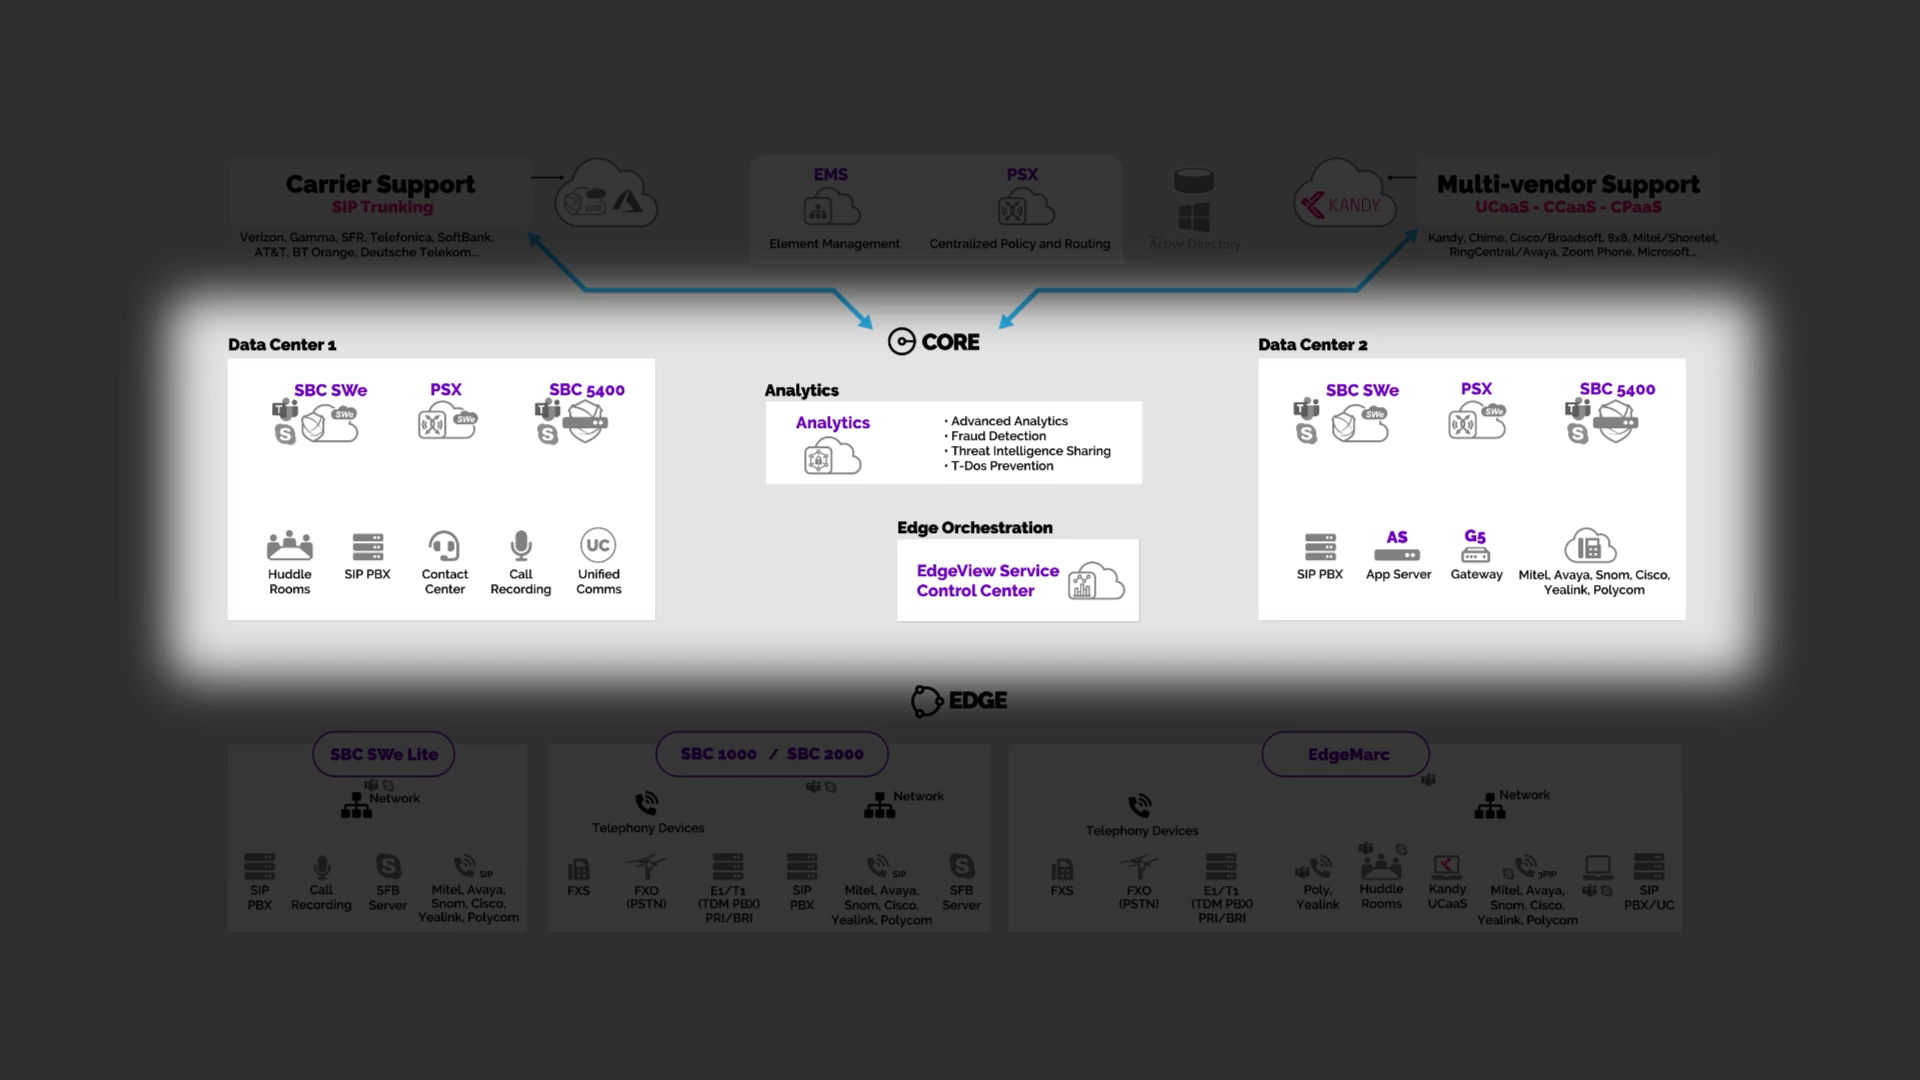 Carrier Support
SIP Trunking
Verizon, Gamma, SFR, Telefonica, SoftBank,
AT&T, BT Orange, Deutsche Telekom...
LITE
EMS
Element Management
PSX
Centralized Policy and Routing
Active Directory
KANDY
Multi-vendor Support
UCaaS - CCaaS - CPaaS
Kandy, Chime, Cisco/Broadsoft, 8x8, Mitel/Shoretel,
RingCentral/Avaya, Zoom Phone, Microsoft...
CORE
Data Center 1
SBC SWe
T
S
SWe
PSX
SWe
SBC 5400
T
S
Huddle
Rooms
SIP PBX
Contact
Center
Call
Recording
UC
Unified
Comms
Analytics
Analytics
• Advanced Analytics
• Fraud Detection
• Threat Intelligence Sharing
• T-Dos Prevention
Edge Orchestration
EdgeView Service
Control Center
Data Center 2
SBC SWe
T
S
SWe
PSX
SWe
SBC 5400
T
S
SIP PBX
AS
App Server
G5
Gateway
Mitel, Avaya, Snom, Cisco,
Yealink, Polycom
EDGE
SBC SWe Lite
Network
SIP
PBX
Call
Recording
S
SFB
Server
SIP
Mitel, Avaya,
Snom, Cisco,
Yealink, Polycom
SBC 1000 / SBC 2000
Telephony Devices
Network
FXS
FXO
(PSTN)
E1/T1
(TDM PBX)
PRI/BRI
SIP
PBX
SIP
Mitel, Avaya,
Snom, Cisco,
Yealink, Polycom
S
SFB
Server
EdgeMarc
Telephony Devices
Network
FXS
FXO
(PSTN)
E1/T1
(TDM PBX)
PRI/BRI
Poly,
Yealink
Huddle
Rooms
Kandy
UCaaS
3PIP
Mitel, Avaya,
Snom, Cisco,
Yealink, Polycom
SIP
PBX/UC